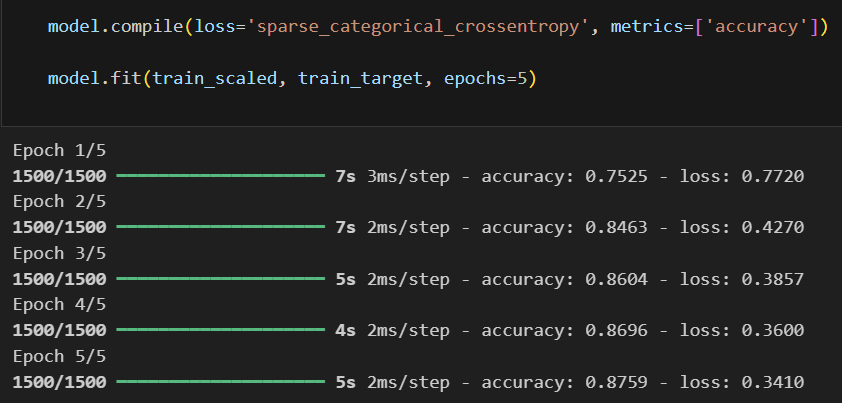 model.compile(loss='sparse_categorical_crossentropy', metrics=['accuracy'])
model.fit(train_scaled, train_target, epochs=5)
Epoch 1/5
1500/1500 ━━━━━━━━━━━━━━━━━━━━ 7s 3ms/step - accuracy: 0.7525 - loss: 0.7720
Epoch 2/5
1500/1500 ━━━━━━━━━━━━━━━━━━━━ 7s 2ms/step - accuracy: 0.8463 - loss: 0.4270
Epoch 3/5
1500/1500 ━━━━━━━━━━━━━━━━━━━━ 5s 2ms/step - accuracy: 0.8604 - loss: 0.3857
Epoch 4/5
1500/1500 ━━━━━━━━━━━━━━━━━━━━ 4s 2ms/step - accuracy: 0.8696 - loss: 0.3600
Epoch 5/5
1500/1500 ━━━━━━━━━━━━━━━━━━━━ 5s 2ms/step - accuracy: 0.8759 - loss: 0.3410